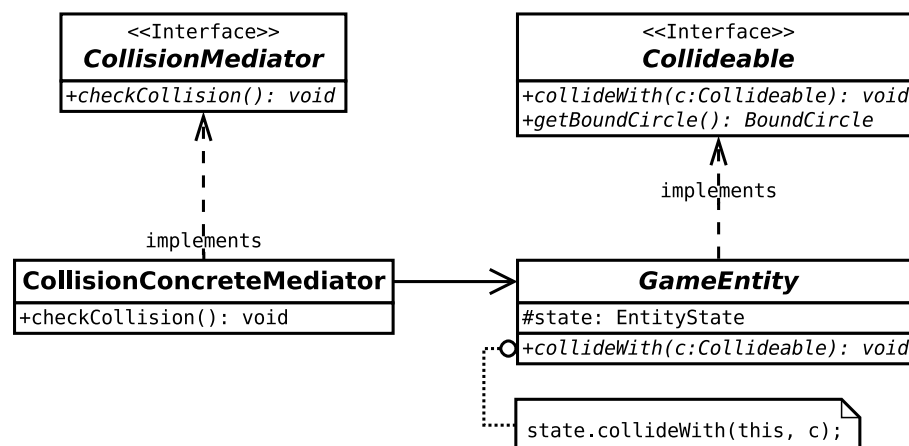 <<Interface>>
CollisionMediator
+checkCollision(): void
<<Interface>>
Collideable
+collideWith(c:Collideable): void
+getBoundCircle(): BoundCircle
implements
implements
CollisionConcreteMediator
+checkCollision(): void
GameEntity
#state: EntityState
+collideWith(c:Collideable): void
state.collideWith(this, c);